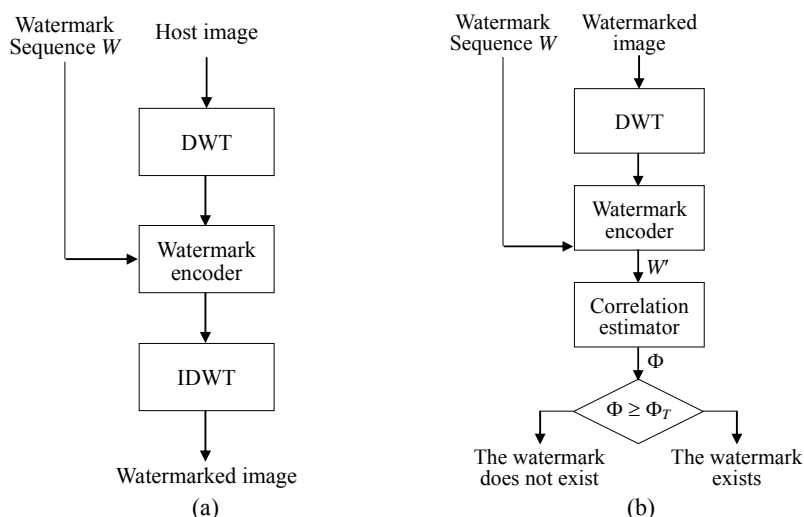 Watermark
Sequence W
Host image
DWT
Watermark
encoder
IDWT
Watermarked image
(a)
Watermark
Sequence W
Watermarked
image
DWT
Watermark
encoder
W'
Correlation
estimator
Φ
Φ ≥ Φ_T
The watermark
does not exist
The watermark
exists
(b)